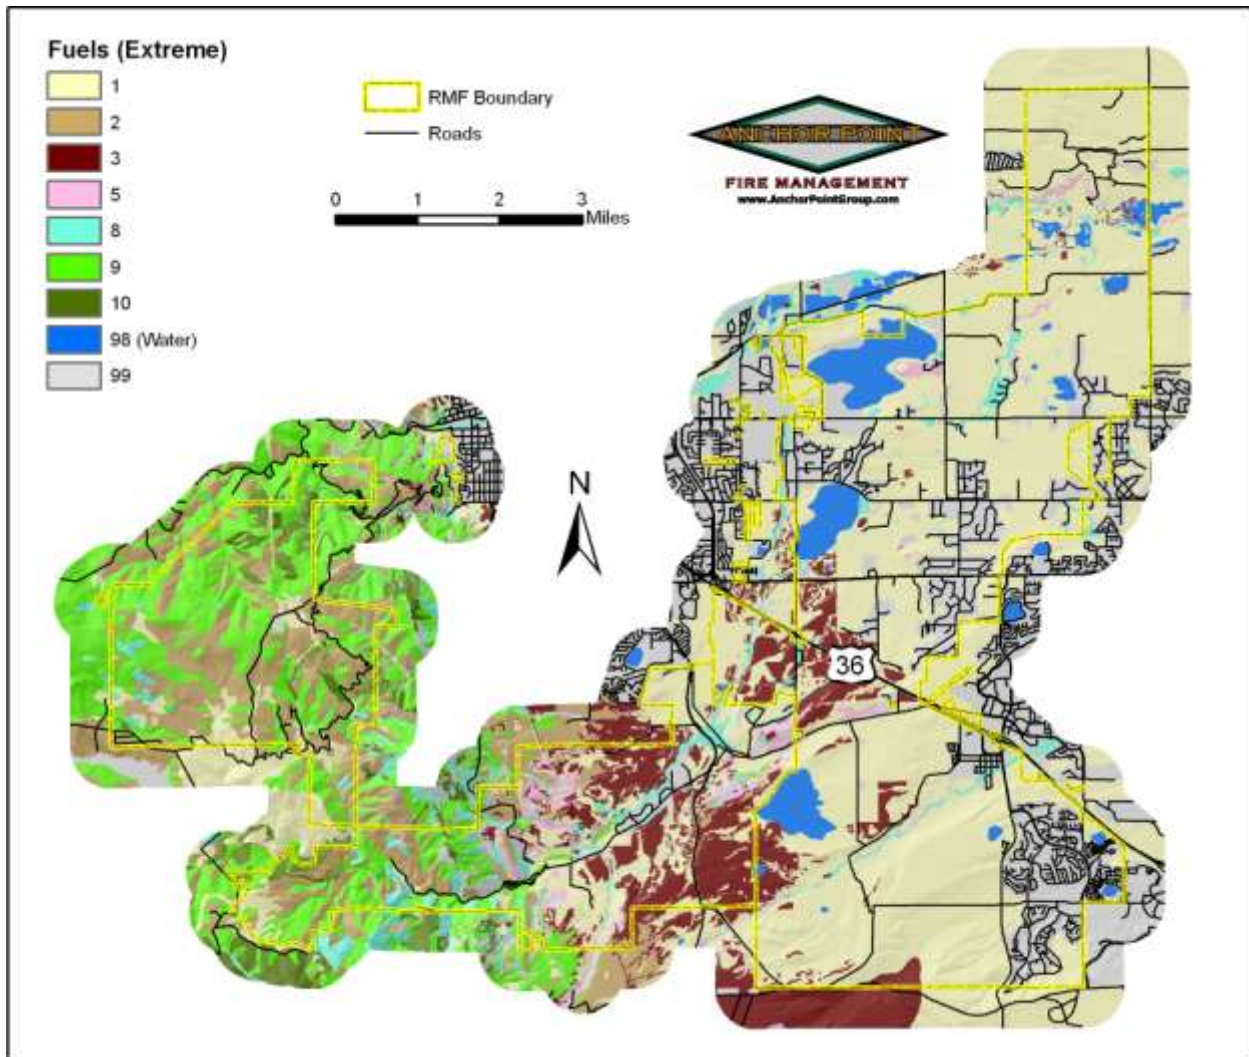 Fuels (Extreme)
1
2
3
5
8
9
10
98 (Water)
99
RMF Boundary
Roads
0 1 2 3
Miles
ANCHOR POINT
FIRE MANAGEMENT
www.AnchorPointGroup.com
N
36